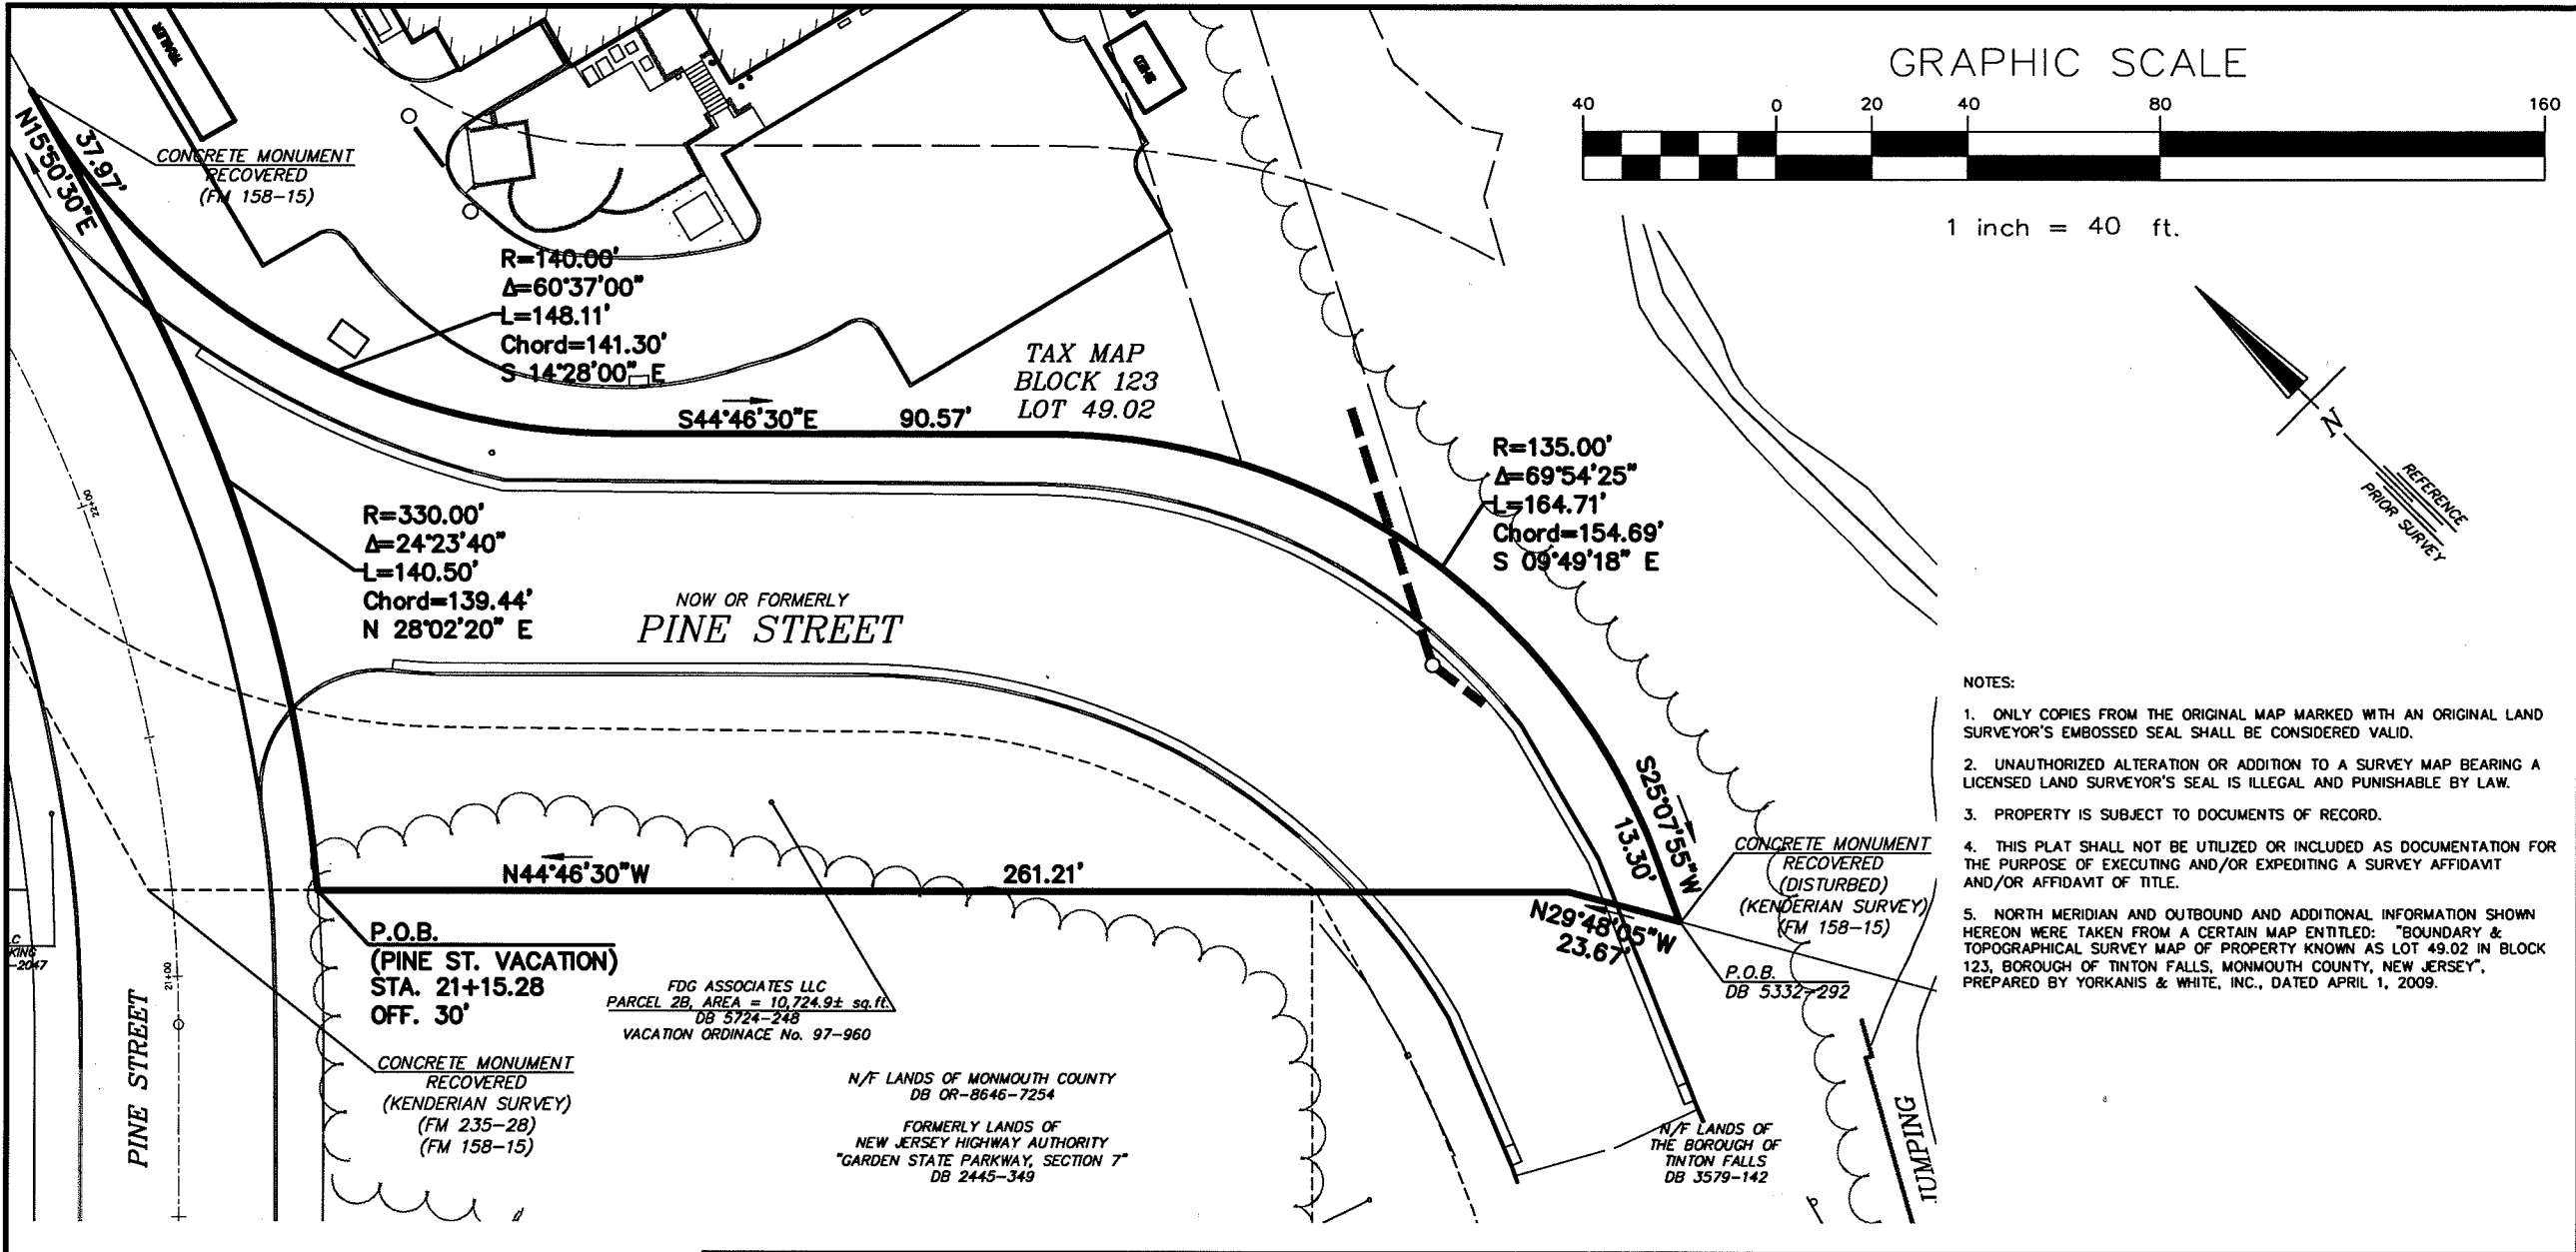 GRAPHIC SCALE
40 0 20 40 80 160
1 inch = 40 ft.
TRAILER
SHED
N15°50'30"E
37.97'
CONCRETE MONUMENT
RECOVERED
(FM 158-15)
R=140.00'
Δ=60°37'00"
L=148.11'
Chord=141.30'
S 14°28'00" E
TAX MAP
BLOCK 123
LOT 49.02
S44°46'30"E 90.57'
R=135.00'
Δ=69°54'25"
L=164.71'
Chord=154.69'
S 09°49'18" E
N
REFERENCE
PRIOR SURVEY
22+00
R=330.00'
Δ=24°23'40"
L=140.50'
Chord=139.44'
N 28°02'20" E
NOW OR FORMERLY
PINE STREET
S25°07'55"W
13.30'
CONCRETE MONUMENT
RECOVERED
(DISTURBED)
(KENDERIAN SURVEY)
(FM 158-15)
N44°46'30"W 261.21'
N29°48'05"W
23.67'
P.O.B.
DB 5332-292
P.O.B.
(PINE ST. VACATION)
STA. 21+15.28
OFF. 30'
.C
KING
-2047
21+00
PINE STREET
FDG ASSOCIATES LLC
PARCEL 2B, AREA = 10,724.9± sq.ft.
DB 5724-248
VACATION ORDINACE No. 97-960
CONCRETE MONUMENT
RECOVERED
(KENDERIAN SURVEY)
(FM 235-28)
(FM 158-15)
N/F LANDS OF MONMOUTH COUNTY
DB OR-8646-7254
FORMERLY LANDS OF
NEW JERSEY HIGHWAY AUTHORITY
"GARDEN STATE PARKWAY, SECTION 7"
DB 2445-349
N/F LANDS OF
THE BOROUGH OF
TINTON FALLS
DB 3579-142
JUMPING
NOTES:
1. ONLY COPIES FROM THE ORIGINAL MAP MARKED WITH AN ORIGINAL LAND
SURVEYOR'S EMBOSSED SEAL SHALL BE CONSIDERED VALID.
2. UNAUTHORIZED ALTERATION OR ADDITION TO A SURVEY MAP BEARING A
LICENSED LAND SURVEYOR'S SEAL IS ILLEGAL AND PUNISHABLE BY LAW.
3. PROPERTY IS SUBJECT TO DOCUMENTS OF RECORD.
4. THIS PLAT SHALL NOT BE UTILIZED OR INCLUDED AS DOCUMENTATION FOR
THE PURPOSE OF EXECUTING AND/OR EXPEDITING A SURVEY AFFIDAVIT
AND/OR AFFIDAVIT OF TITLE.
5. NORTH MERIDIAN AND OUTBOUND AND ADDITIONAL INFORMATION SHOWN
HEREON WERE TAKEN FROM A CERTAIN MAP ENTITLED: "BOUNDARY &
TOPOGRAPHICAL SURVEY MAP OF PROPERTY KNOWN AS LOT 49.02 IN BLOCK
123, BOROUGH OF TINTON FALLS, MONMOUTH COUNTY, NEW JERSEY",
PREPARED BY YORKANIS & WHITE, INC., DATED APRIL 1, 2009.